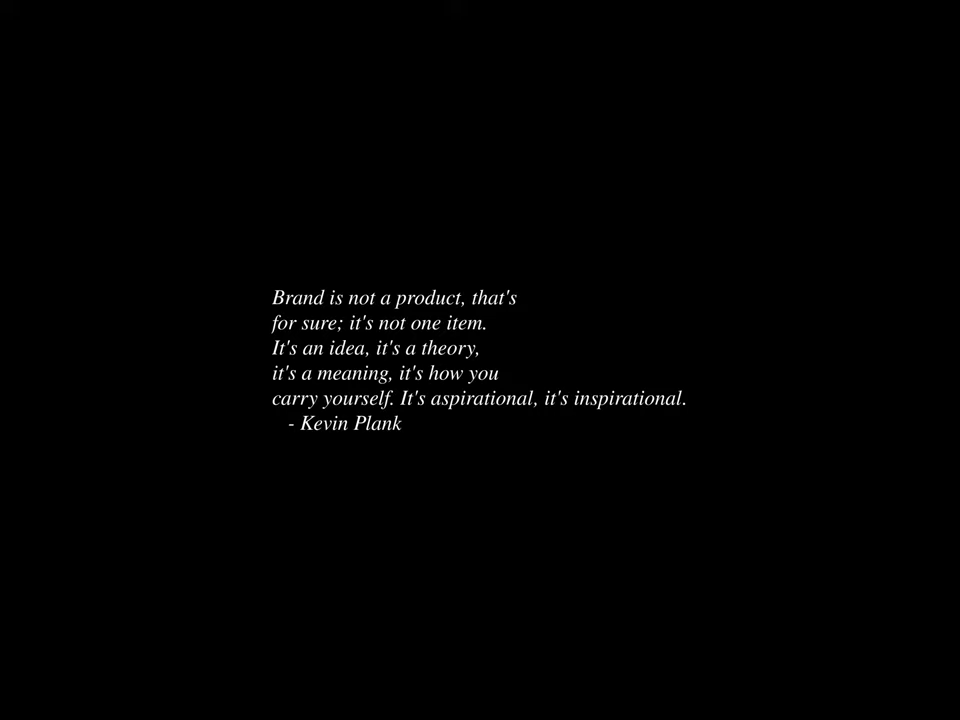 Brand is not a product, that's
for sure; it's not one item.
It's an idea, it's a theory,
it's a meaning, it's how you
carry yourself. It's aspirational, it's inspirational.
- Kevin Plank